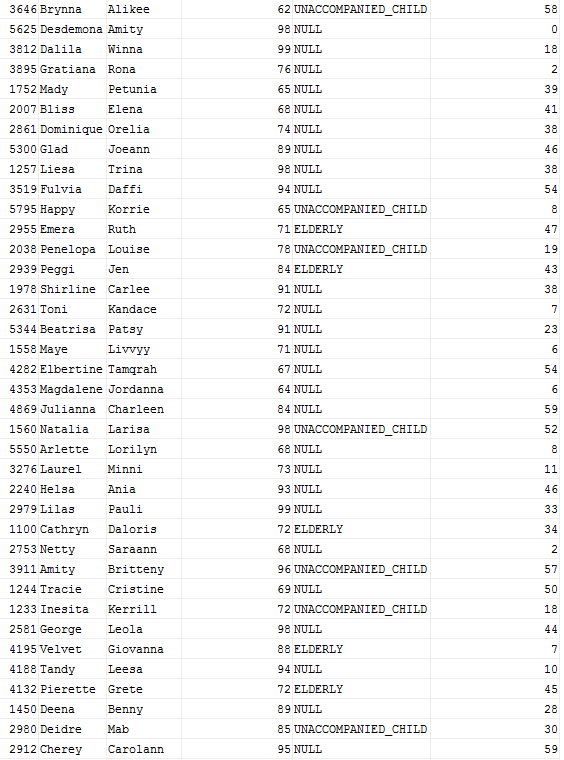 3646 Brynna Alikee 62 UNACCOMPANIED_CHILD 58
5625 Desdemona Amity 98 NULL 0
3812 Dalila Winna 99 NULL 18
3895 Gratiana Rona 76 NULL 2
1752 Mady Petunia 65 NULL 39
2007 Bliss Elena 68 NULL 41
2861 Dominique Orelia 74 NULL 38
5300 Glad Joeann 89 NULL 46
1257 Liesa Trina 98 NULL 38
3519 Fulvia Daffi 94 NULL 54
5795 Happy Korrie 65 UNACCOMPANIED_CHILD 8
2955 Emera Ruth 71 ELDERLY 47
2038 Penelopa Louise 78 UNACCOMPANIED_CHILD 19
2939 Peggi Jen 84 ELDERLY 43
1978 Shirline Carlee 91 NULL 38
2631 Toni Kandace 72 NULL 7
5344 Beatrisa Patsy 91 NULL 23
1558 Maye Livvyy 71 NULL 6
4282 Elbertine Tamqrah 67 NULL 54
4353 Magdalene Jordanna 64 NULL 6
4869 Julianna Charleen 84 NULL 59
1560 Natalia Larisa 98 UNACCOMPANIED_CHILD 52
5550 Arlette Lorilyn 68 NULL 8
3276 Laurel Minni 73 NULL 11
2240 Helsa Ania 93 NULL 46
2979 Lilas Pauli 99 NULL 33
1100 Cathryn Daloris 72 ELDERLY 34
2753 Netty Saraann 68 NULL 2
3911 Amity Britteny 96 UNACCOMPANIED_CHILD 57
1244 Tracie Cristine 69 NULL 50
1233 Inesita Kerrill 72 UNACCOMPANIED_CHILD 18
2581 George Leola 98 NULL 44
4195 Velvet Giovanna 88 ELDERLY 7
4188 Tandy Leesa 94 NULL 10
4132 Pierette Grete 72 ELDERLY 45
1450 Deena Benny 89 NULL 28
2980 Deidre Mab 85 UNACCOMPANIED_CHILD 30
2912 Cherey Carolann 95 NULL 59